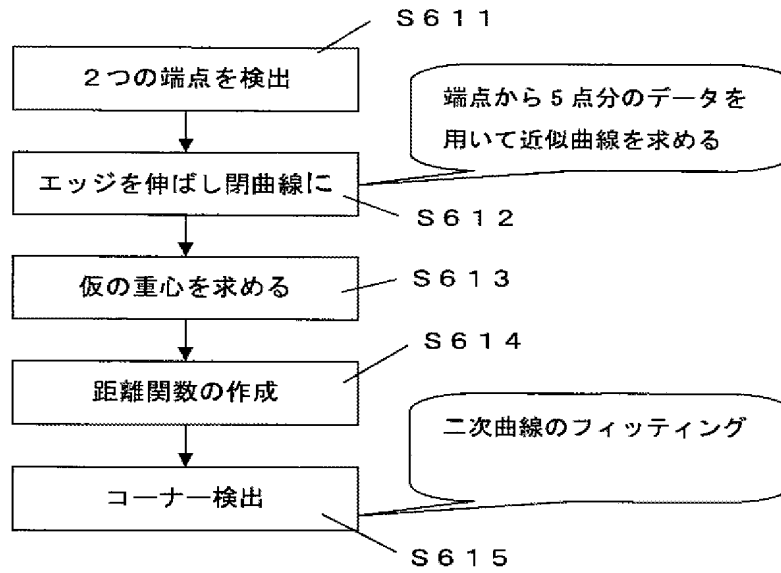 S611
2つの端点を検出
端点から5点分のデータを
用いて近似曲線を求める
エッジを伸ばし閉曲線に
S612
仮の重心を求める
S613
S614
距離関数の作成
二次曲線のフィッティング
コーナー検出
S615